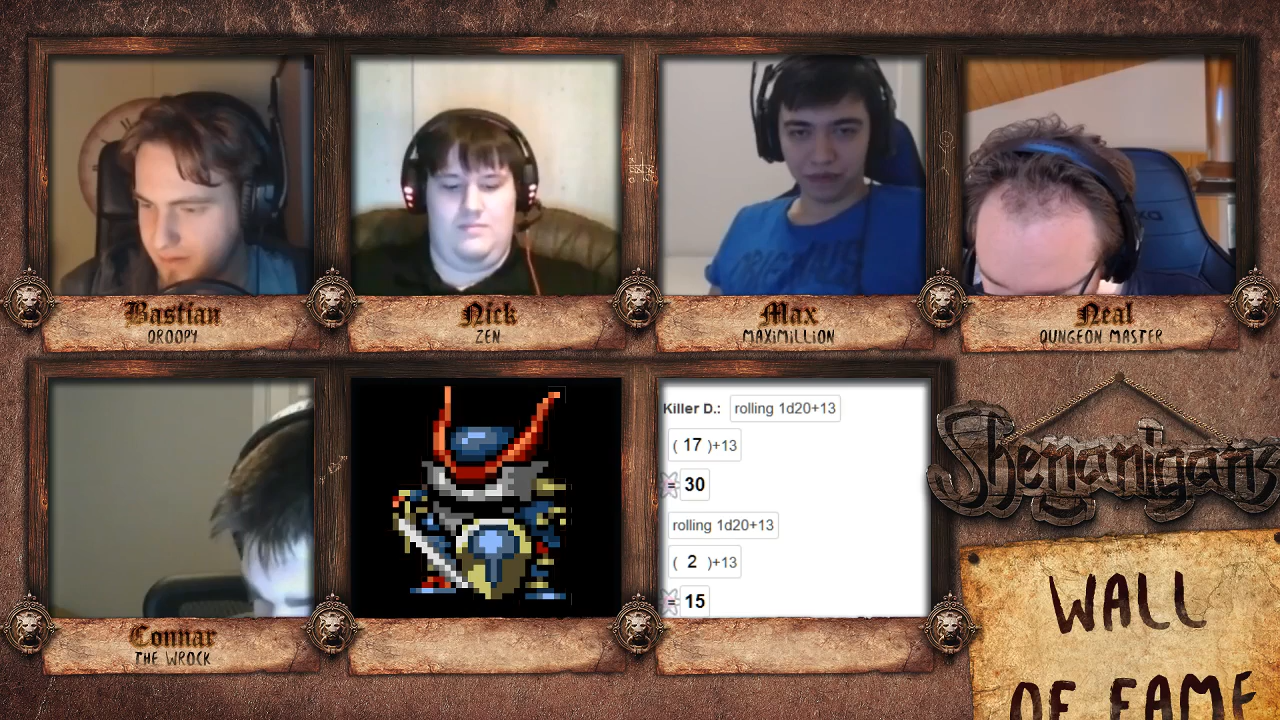 Bastian
DROOPY
Nick
ZEN
Max
MAXIMILLION
Neal
DUNGEON MASTER
Connar
THE WROCK
Killer D.: rolling 1d20+13
( 17 )+13
= 30
rolling 1d20+13
( 2 )+13
= 15
Shenanigans
WALL
OF FAME